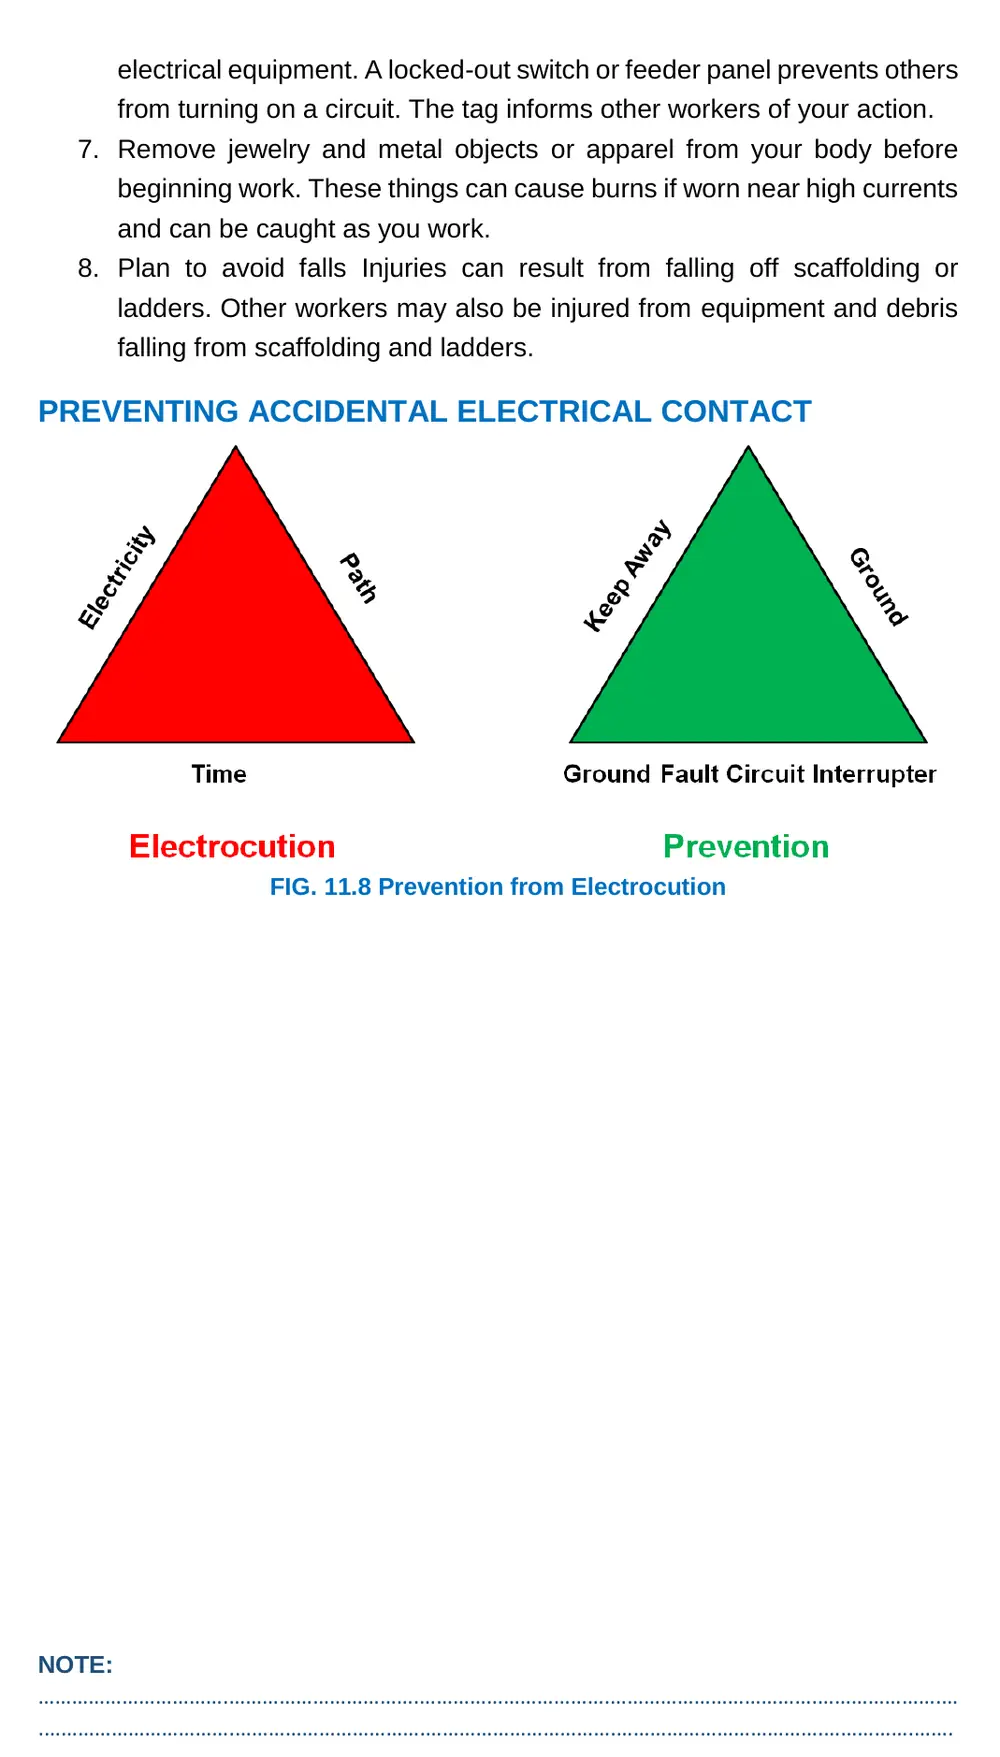 electrical equipment. A locked-out switch or feeder panel prevents others
from turning on a circuit. The tag informs other workers of your action.
7. Remove jewelry and metal objects or apparel from your body before
beginning work. These things can cause burns if worn near high currents
and can be caught as you work.
8. Plan to avoid falls Injuries can result from falling off scaffolding or
ladders. Other workers may also be injured from equipment and debris
falling from scaffolding and ladders.
PREVENTING ACCIDENTAL ELECTRICAL CONTACT
Electricity
Path
Time
Electrocution
Keep Away
Ground
Ground Fault Circuit Interrupter
Prevention
FIG. 11.8 Prevention from Electrocution
NOTE: